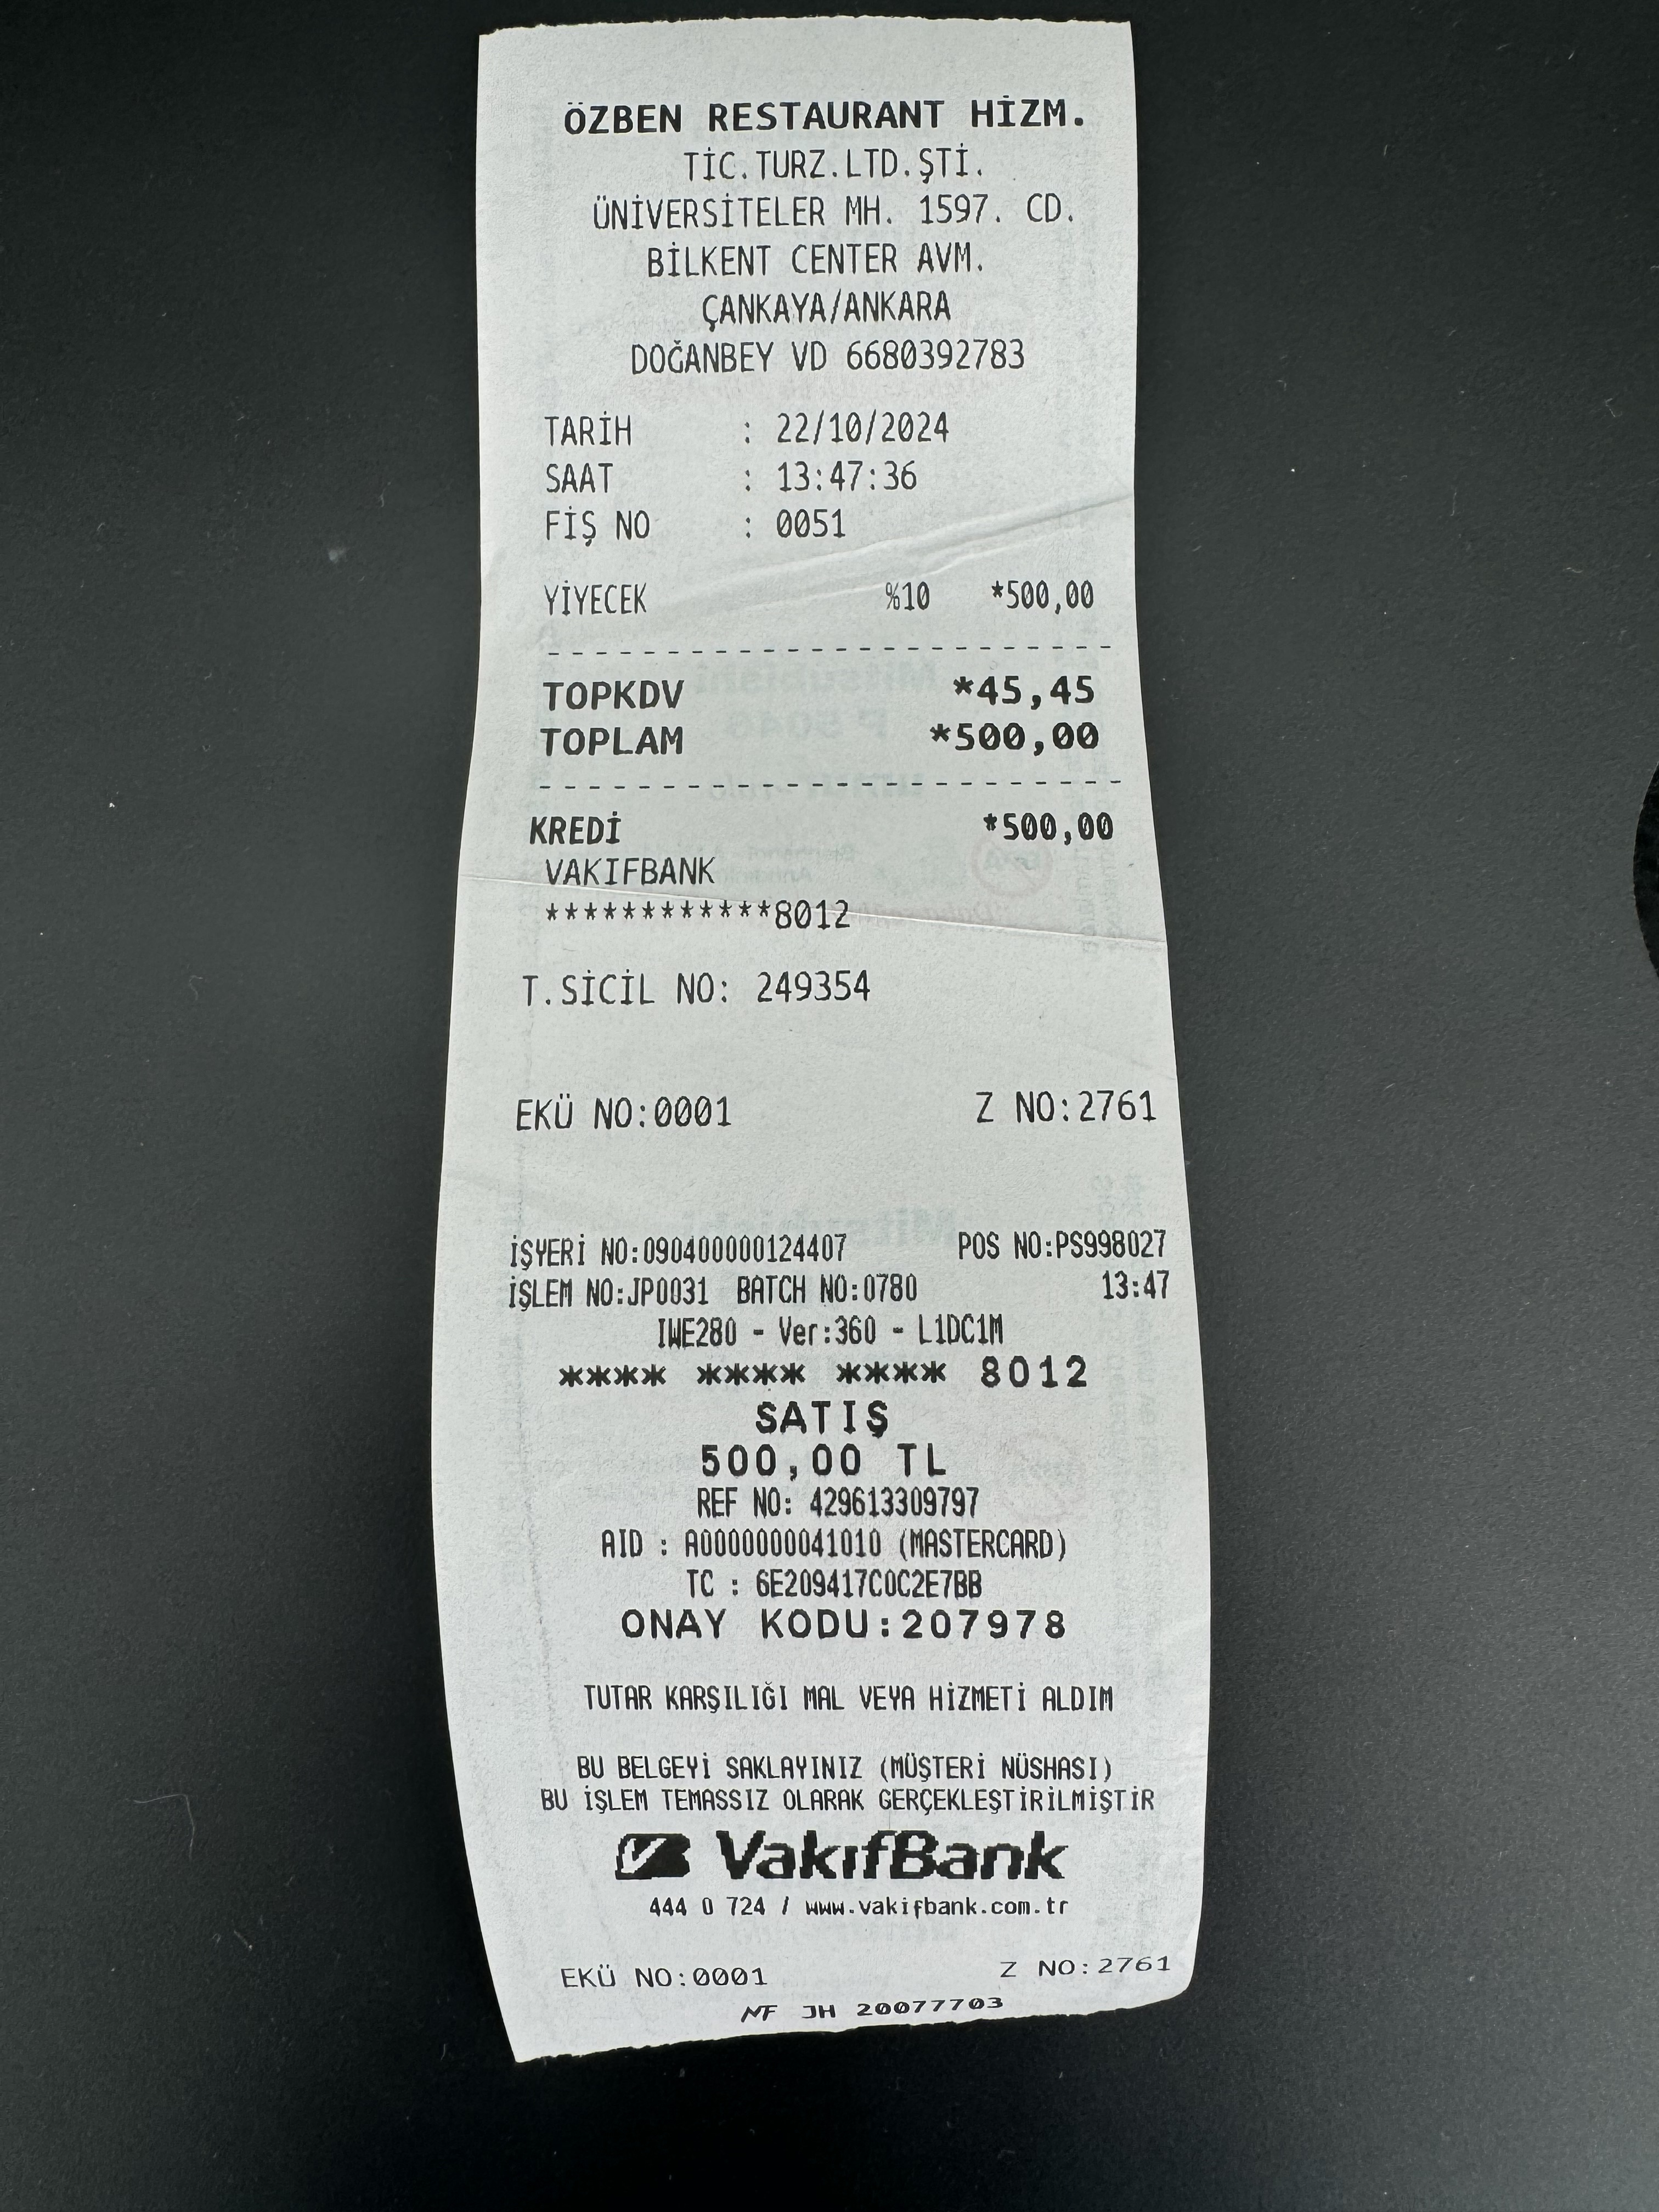 ÖZBEN RESTAURANT HİZM.
TİC.TURZ.LTD.ŞTİ.
ÜNİVERSİTELER MH. 1597. CD.
BİLKENT CENTER AVM.
ÇANKAYA/ANKARA
DOĞANBEY VD 6680392783
TARİH : 22/10/2024
SAAT : 13:47:36
FİŞ NO : 0051
YİYECEK %10 *500,00
------------------------
TOPKDV *45,45
TOPLAM *500,00
------------------------
KREDİ *500,00
VAKIFBANK
************8012
T.SİCİL NO: 249354
EKÜ NO:0001 Z NO:2761
İŞYERİ NO:090400000124407 POS NO:PS998027
İŞLEM NO:JP0031 BATCH NO:0780 13:47
IWE280 - Ver:360 - L1DC1M
**** **** **** 8012
SATIŞ
500,00 TL
REF NO: 429613309797
AID : A0000000041010 (MASTERCARD)
TC : 6E209417C0C2E7BB
ONAY KODU:207978
TUTAR KARŞILIĞI MAL VEYA HİZMETİ ALDIM
BU BELGEYİ SAKLAYINIZ (MÜŞTERİ NÜSHASI)
BU İŞLEM TEMASSIZ OLARAK GERÇEKLEŞTİRİLMİŞTİR
VakıfBank
444 0 724 / www.vakifbank.com.tr
EKÜ NO:0001 Z NO:2761
MF JH 20077703